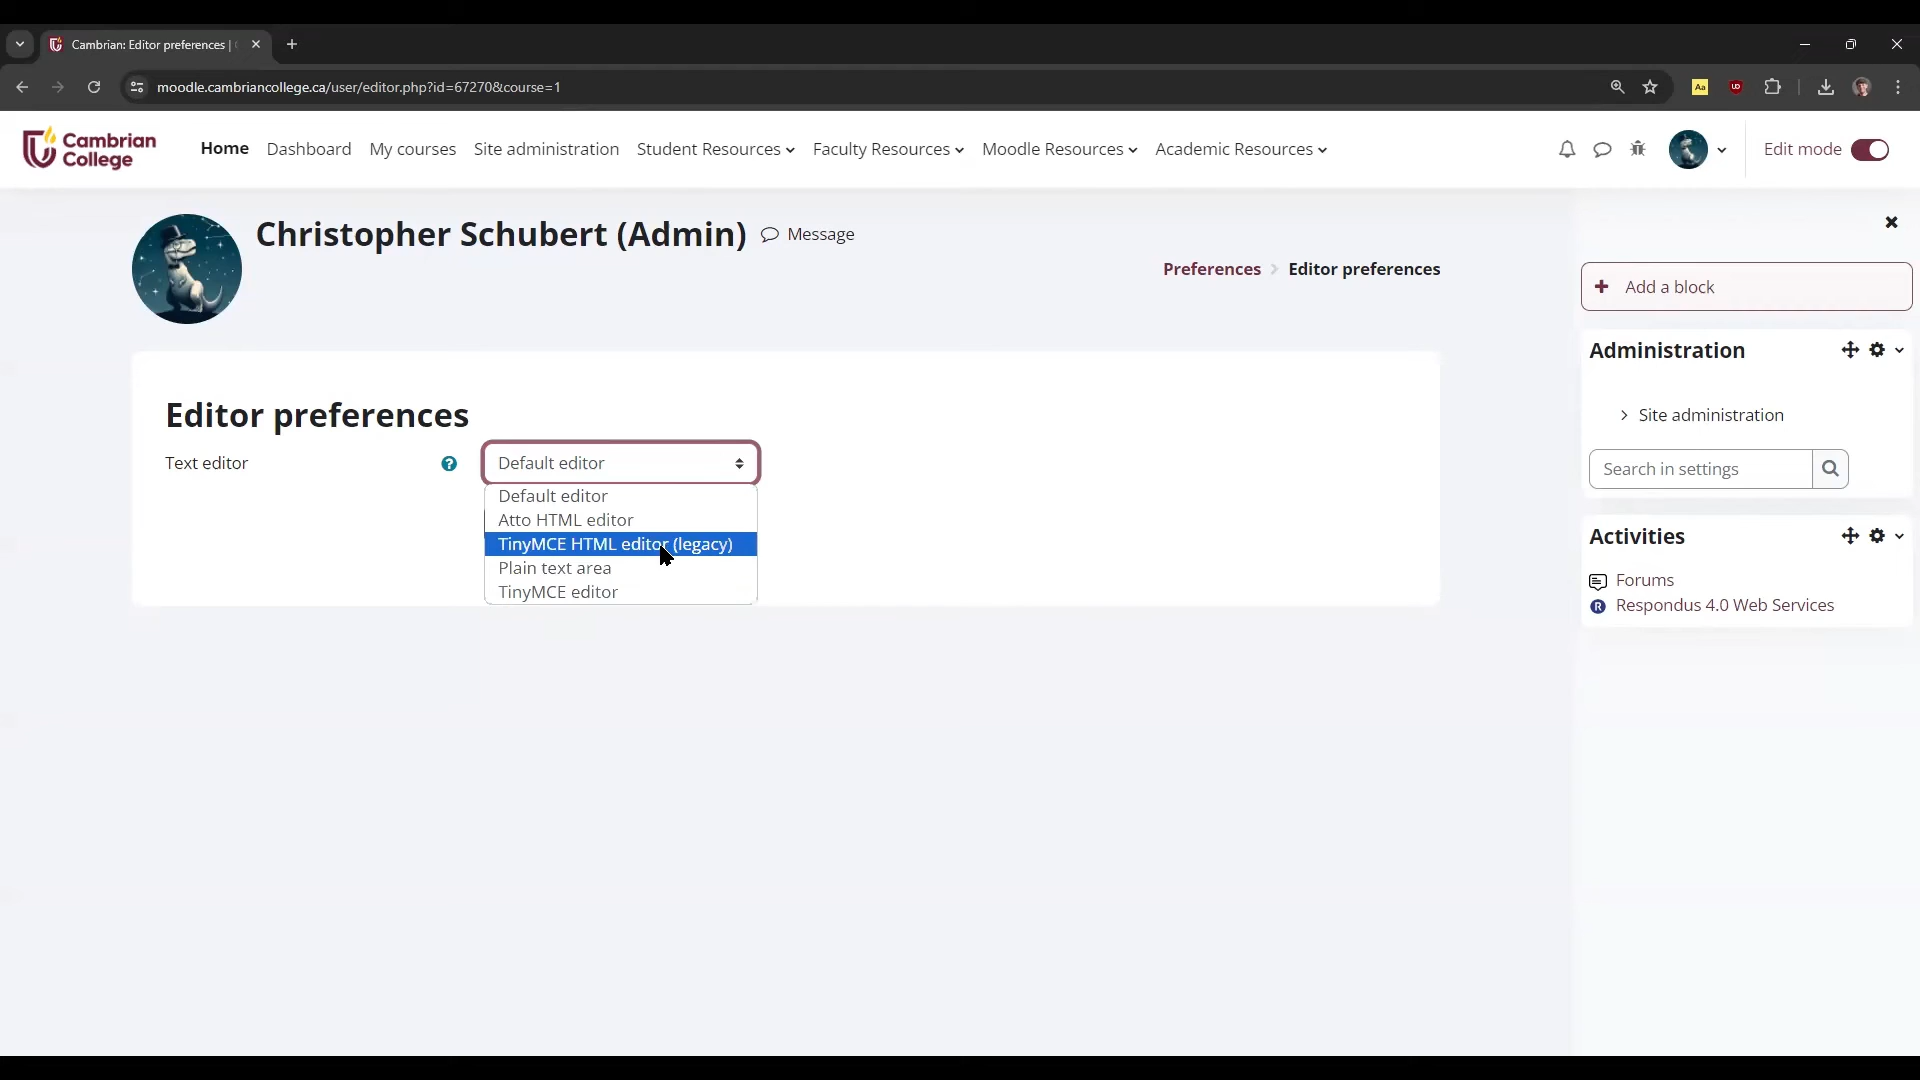 Cambrian: Editor preferences |
moodle.cambriancollege.ca/user/editor.php?id=67270&course=1
Aa
Cambrian College
Home
Dashboard
My courses
Site administration
Student Resources
Faculty Resources
Moodle Resources
Academic Resources
Edit mode
Christopher Schubert (Admin)
Message
Preferences
Editor preferences
Add a block
Administration
Site administration
Search in settings
Activities
Forums
R
Respondus 4.0 Web Services
Editor preferences
Text editor
?
Default editor
Default editor
Atto HTML editor
TinyMCE HTML editor (legacy)
Plain text area
TinyMCE editor